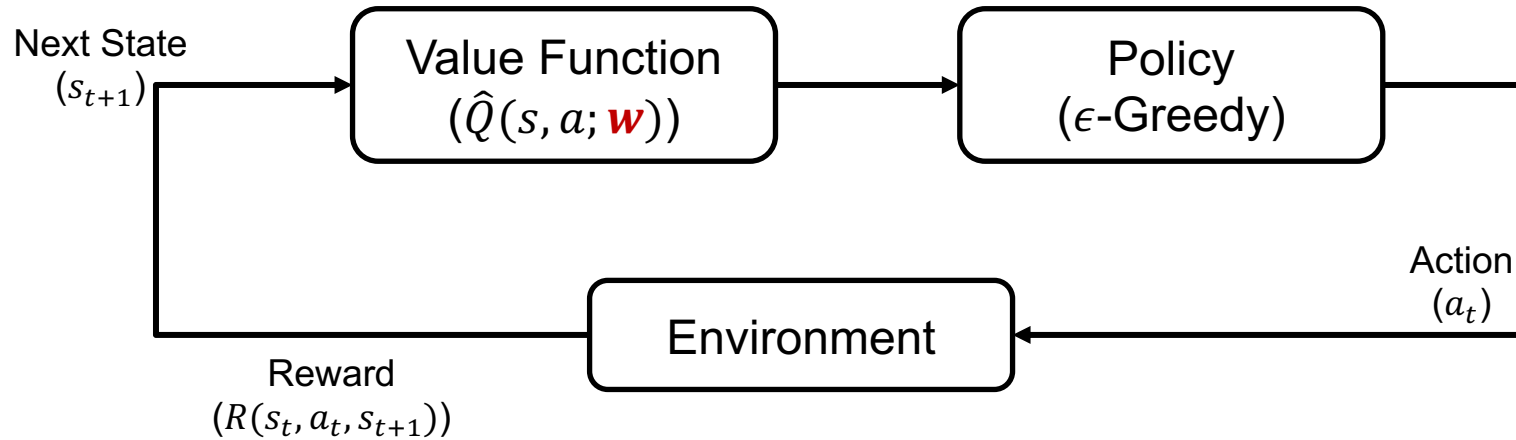 Next State
(s_{t+1})
Value Function
(Q̂(s, a; w))
Policy
(ϵ-Greedy)
Action
(a_t)
Environment
Reward
(R(s_t, a_t, s_{t+1}))